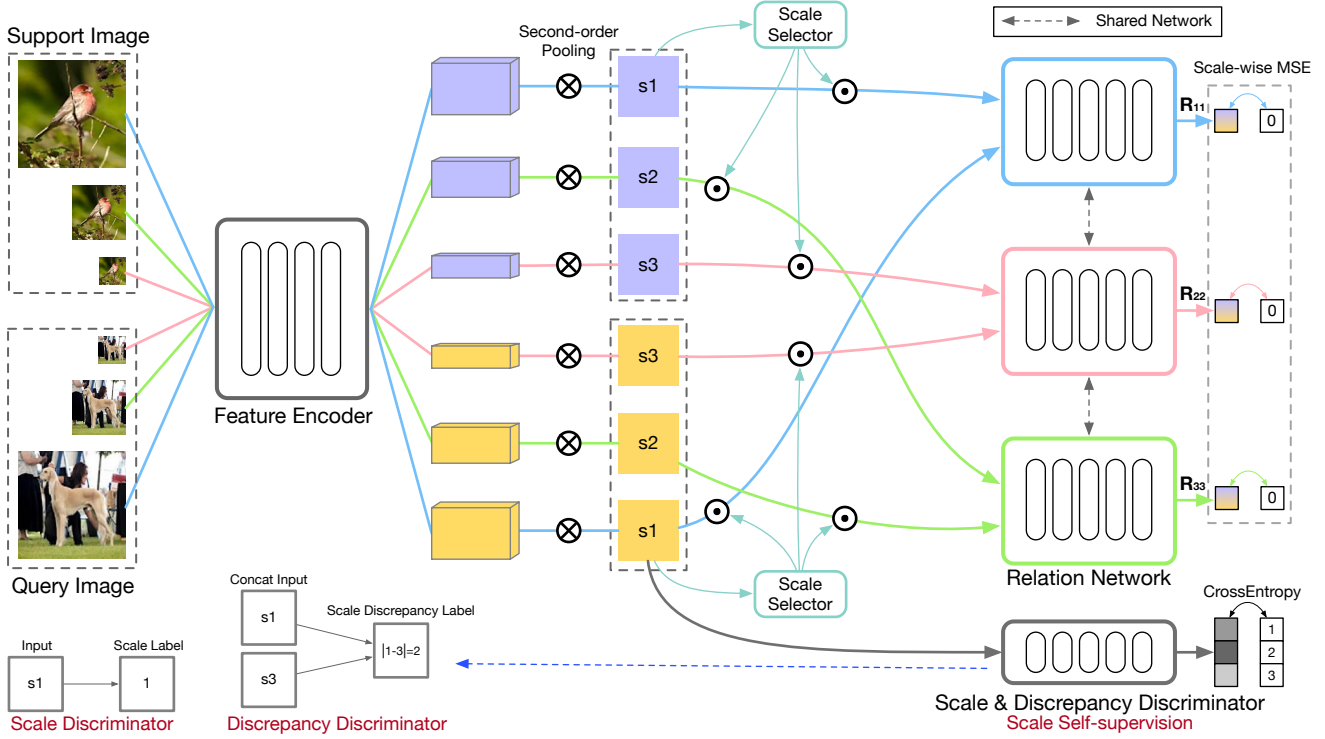 Support Image
Second-order
Pooling
Scale
Selector
Shared Network
Scale-wise MSE
s1
R11
0
s2
s3
R22
0
Feature Encoder
s3
s2
R33
0
s1
Query Image
Relation Network
Scale
Selector
CrossEntropy
1
2
3
Scale & Discrepancy Discriminator
Scale Self-supervision
Concat Input
s1
Scale Discrepancy Label
|1-3|=2
s3
Discrepancy Discriminator
Input
Scale Label
s1
1
Scale Discriminator